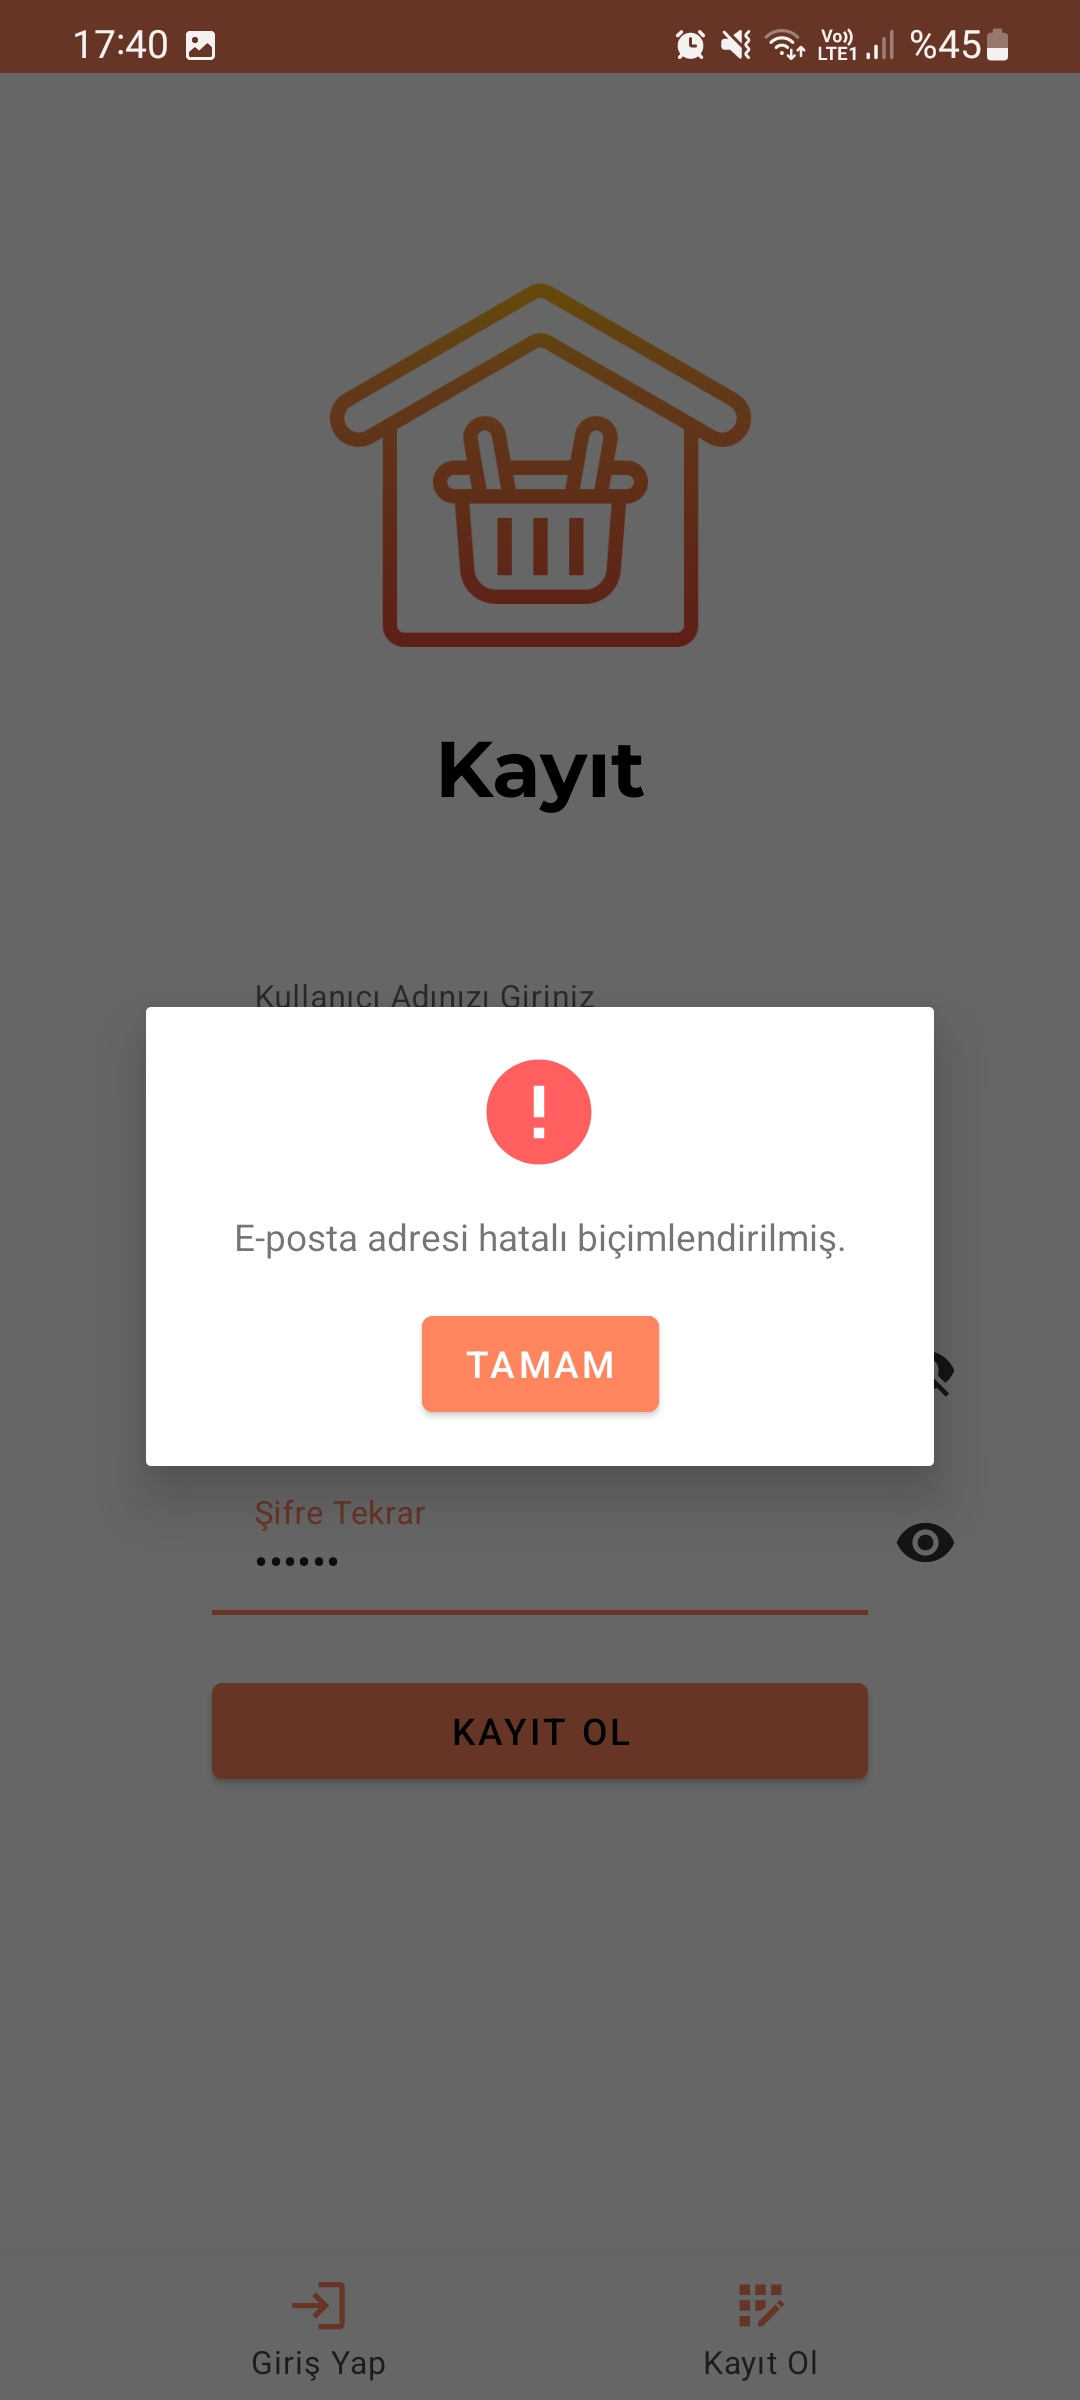 17:40 Vo)) LTE1 %45
Kayıt
Kullanıcı Adınızı Giriniz
E-posta adresi hatalı biçimlendirilmiş.
TAMAM
Şifre Tekrar
••••••
KAYIT OL
Giriş Yap Kayıt Ol